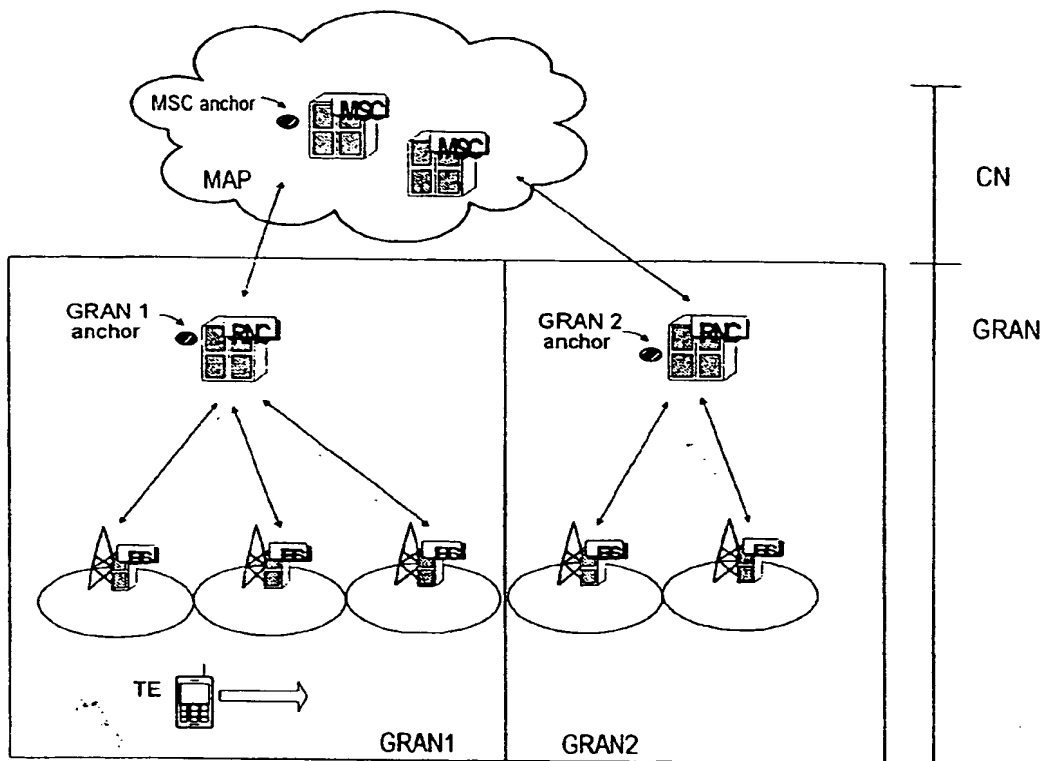 MSC anchor
MSC
MSC
MAP
CN
GRAN 1
anchor
RNC
GRAN 2
anchor
RNC
GRAN
BS
BS
BS
BS
BS
TE
GRAN1
GRAN2